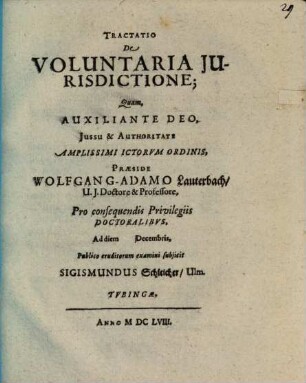 29
TRACTATIO
De
VOLUNTARIA JU-
RISDICTIONE;
Quam,
AUXILIANTE DEO,
Jussu & AUTHORITATE
AMPLISSIMI ICTORUM ORDINIS,
PRÆSIDE
WOLFGANG-ADAMO Lauterbach/
U. J. Doctore & Professore,
Pro consequendis Privilegiis
DOCTORALIBUS,
Ad diem Decembris,
Publico eruditorum examini subjicit
SIGISMUNDUS Schleicher/ Ulm.
TVBINGÆ,
ANNO M DC LVIII.